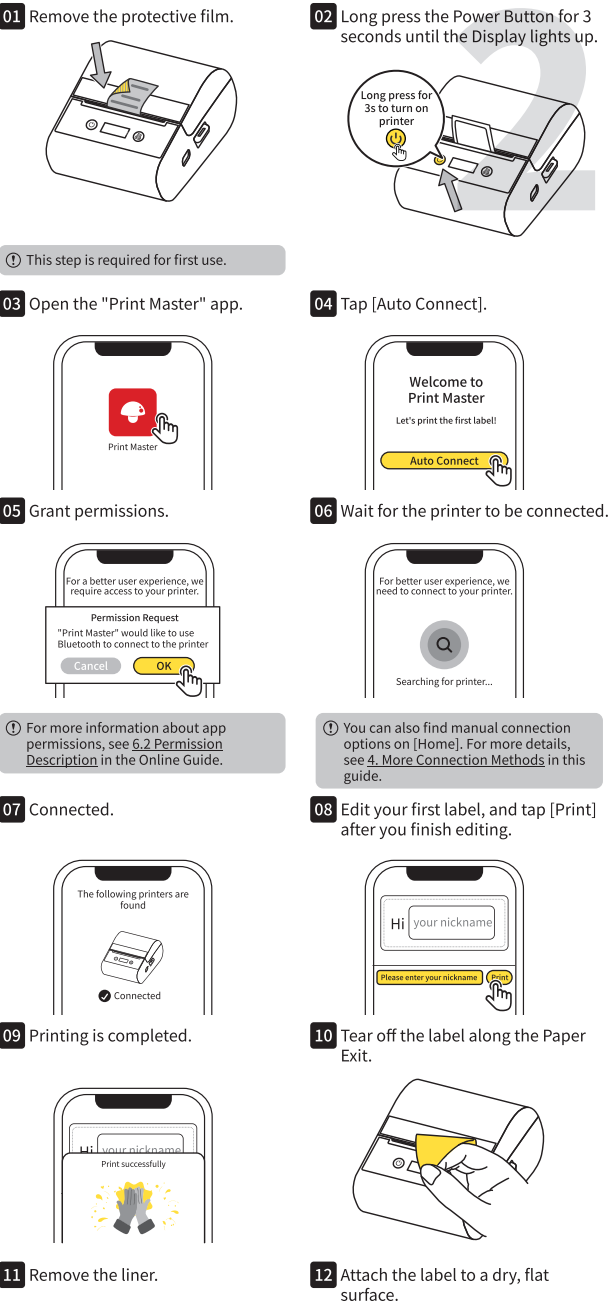 01 Remove the protective film.
02 Long press the Power Button for 3
seconds until the Display lights up.
2
Long press for
3s to turn on
printer
This step is required for first use.
03 Open the "Print Master" app.
Print Master
04 Tap [Auto Connect].
Welcome to
Print Master
Let's print the first label!
Auto Connect
05 Grant permissions.
For a better user experience, we
require access to your printer.
Permission Request
"Print Master" would like to use
Bluetooth to connect to the printer
Cancel OK
For more information about app
permissions, see 6.2 Permission
Description in the Online Guide.
06 Wait for the printer to be connected.
For better user experience, we
need to connect to your printer.
Searching for printer...
You can also find manual connection
options on [Home]. For more details,
see 4. More Connection Methods in this
guide.
07 Connected.
The following printers are
found
Connected
08 Edit your first label, and tap [Print]
after you finish editing.
Hi your nickname
Please enter your nickname Print
09 Printing is completed.
Hi your nickname
Print successfully
10 Tear off the label along the Paper
Exit.
11 Remove the liner.
12 Attach the label to a dry, flat
surface.